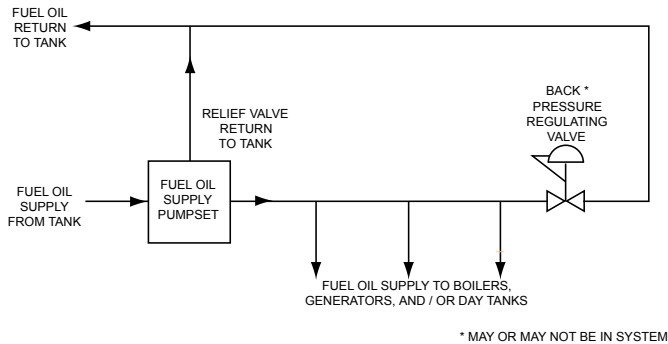 FUEL OIL
RETURN
TO TANK
RELIEF VALVE
RETURN
TO TANK
BACK *
PRESSURE
REGULATING
VALVE
FUEL OIL
SUPPLY
FROM TANK
FUEL OIL
SUPPLY
PUMPSET
FUEL OIL SUPPLY TO BOILERS,
GENERATORS, AND / OR DAY TANKS
* MAY OR MAY NOT BE IN SYSTEM